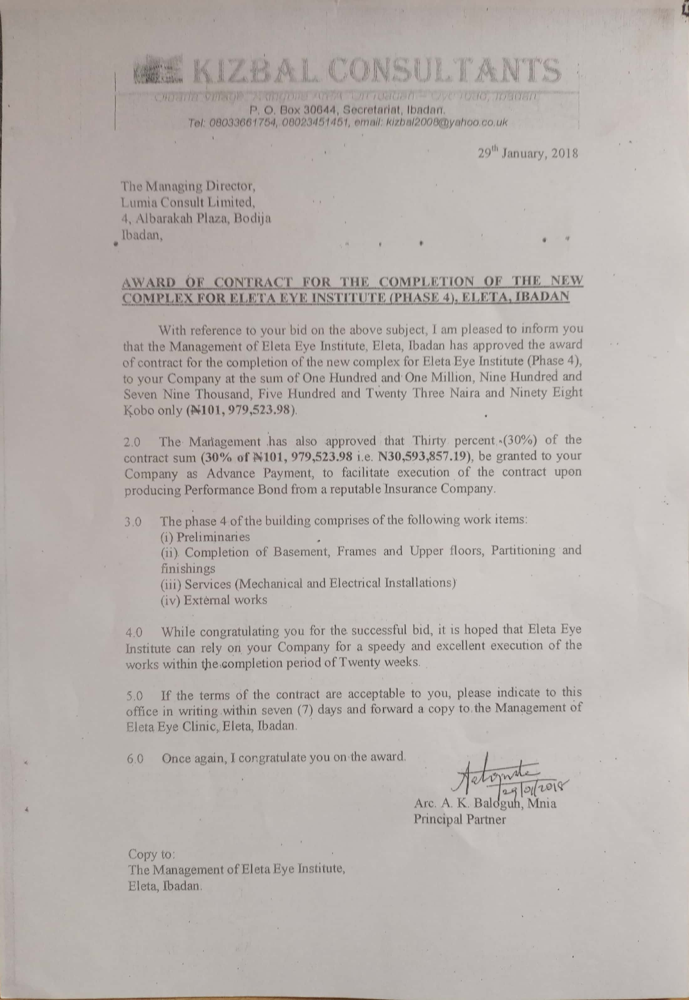 KIZBAL CONSULTANTS
P. O. Box 30644, Secretariat, Ibadan.
Tel: 08033661754, 08023451451, email: kizbal2008@yahoo.co.uk
29th January, 2018
The Managing Director,
Lumia Consult Limited,
4, Albarakah Plaza, Bodija
Ibadan,
AWARD OF CONTRACT FOR THE COMPLETION OF THE NEW
COMPLEX FOR ELETA EYE INSTITUTE (PHASE 4), ELETA, IBADAN
With reference to your bid on the above subject, I am pleased to inform you
that the Management of Eleta Eye Institute, Eleta, Ibadan has approved the award
of contract for the completion of the new complex for Eleta Eye Institute (Phase 4),
to your Company at the sum of One Hundred and One Million, Nine Hundred and
Seven Nine Thousand, Five Hundred and Twenty Three Naira and Ninety Eight
Kobo only (₦101, 979,523.98).
2.0 The Management has also approved that Thirty percent (30%) of the
contract sum (30% of ₦101, 979,523.98 i.e. N30,593,857.19), be granted to your
Company as Advance Payment, to facilitate execution of the contract upon
producing Performance Bond from a reputable Insurance Company.
3.0 The phase 4 of the building comprises of the following work items:
(i) Preliminaries
(ii) Completion of Basement, Frames and Upper floors, Partitioning and
finishings
(iii) Services (Mechanical and Electrical Installations)
(iv) External works
4.0 While congratulating you for the successful bid, it is hoped that Eleta Eye
Institute can rely on your Company for a speedy and excellent execution of the
works within the completion period of Twenty weeks.
5.0 If the terms of the contract are acceptable to you, please indicate to this
office in writing within seven (7) days and forward a copy to the Management of
Eleta Eye Clinic, Eleta, Ibadan.
6.0 Once again, I congratulate you on the award.
29/01/2018
Arc. A. K. Balogun, Mnia
Principal Partner
Copy to:
The Management of Eleta Eye Institute,
Eleta, Ibadan.